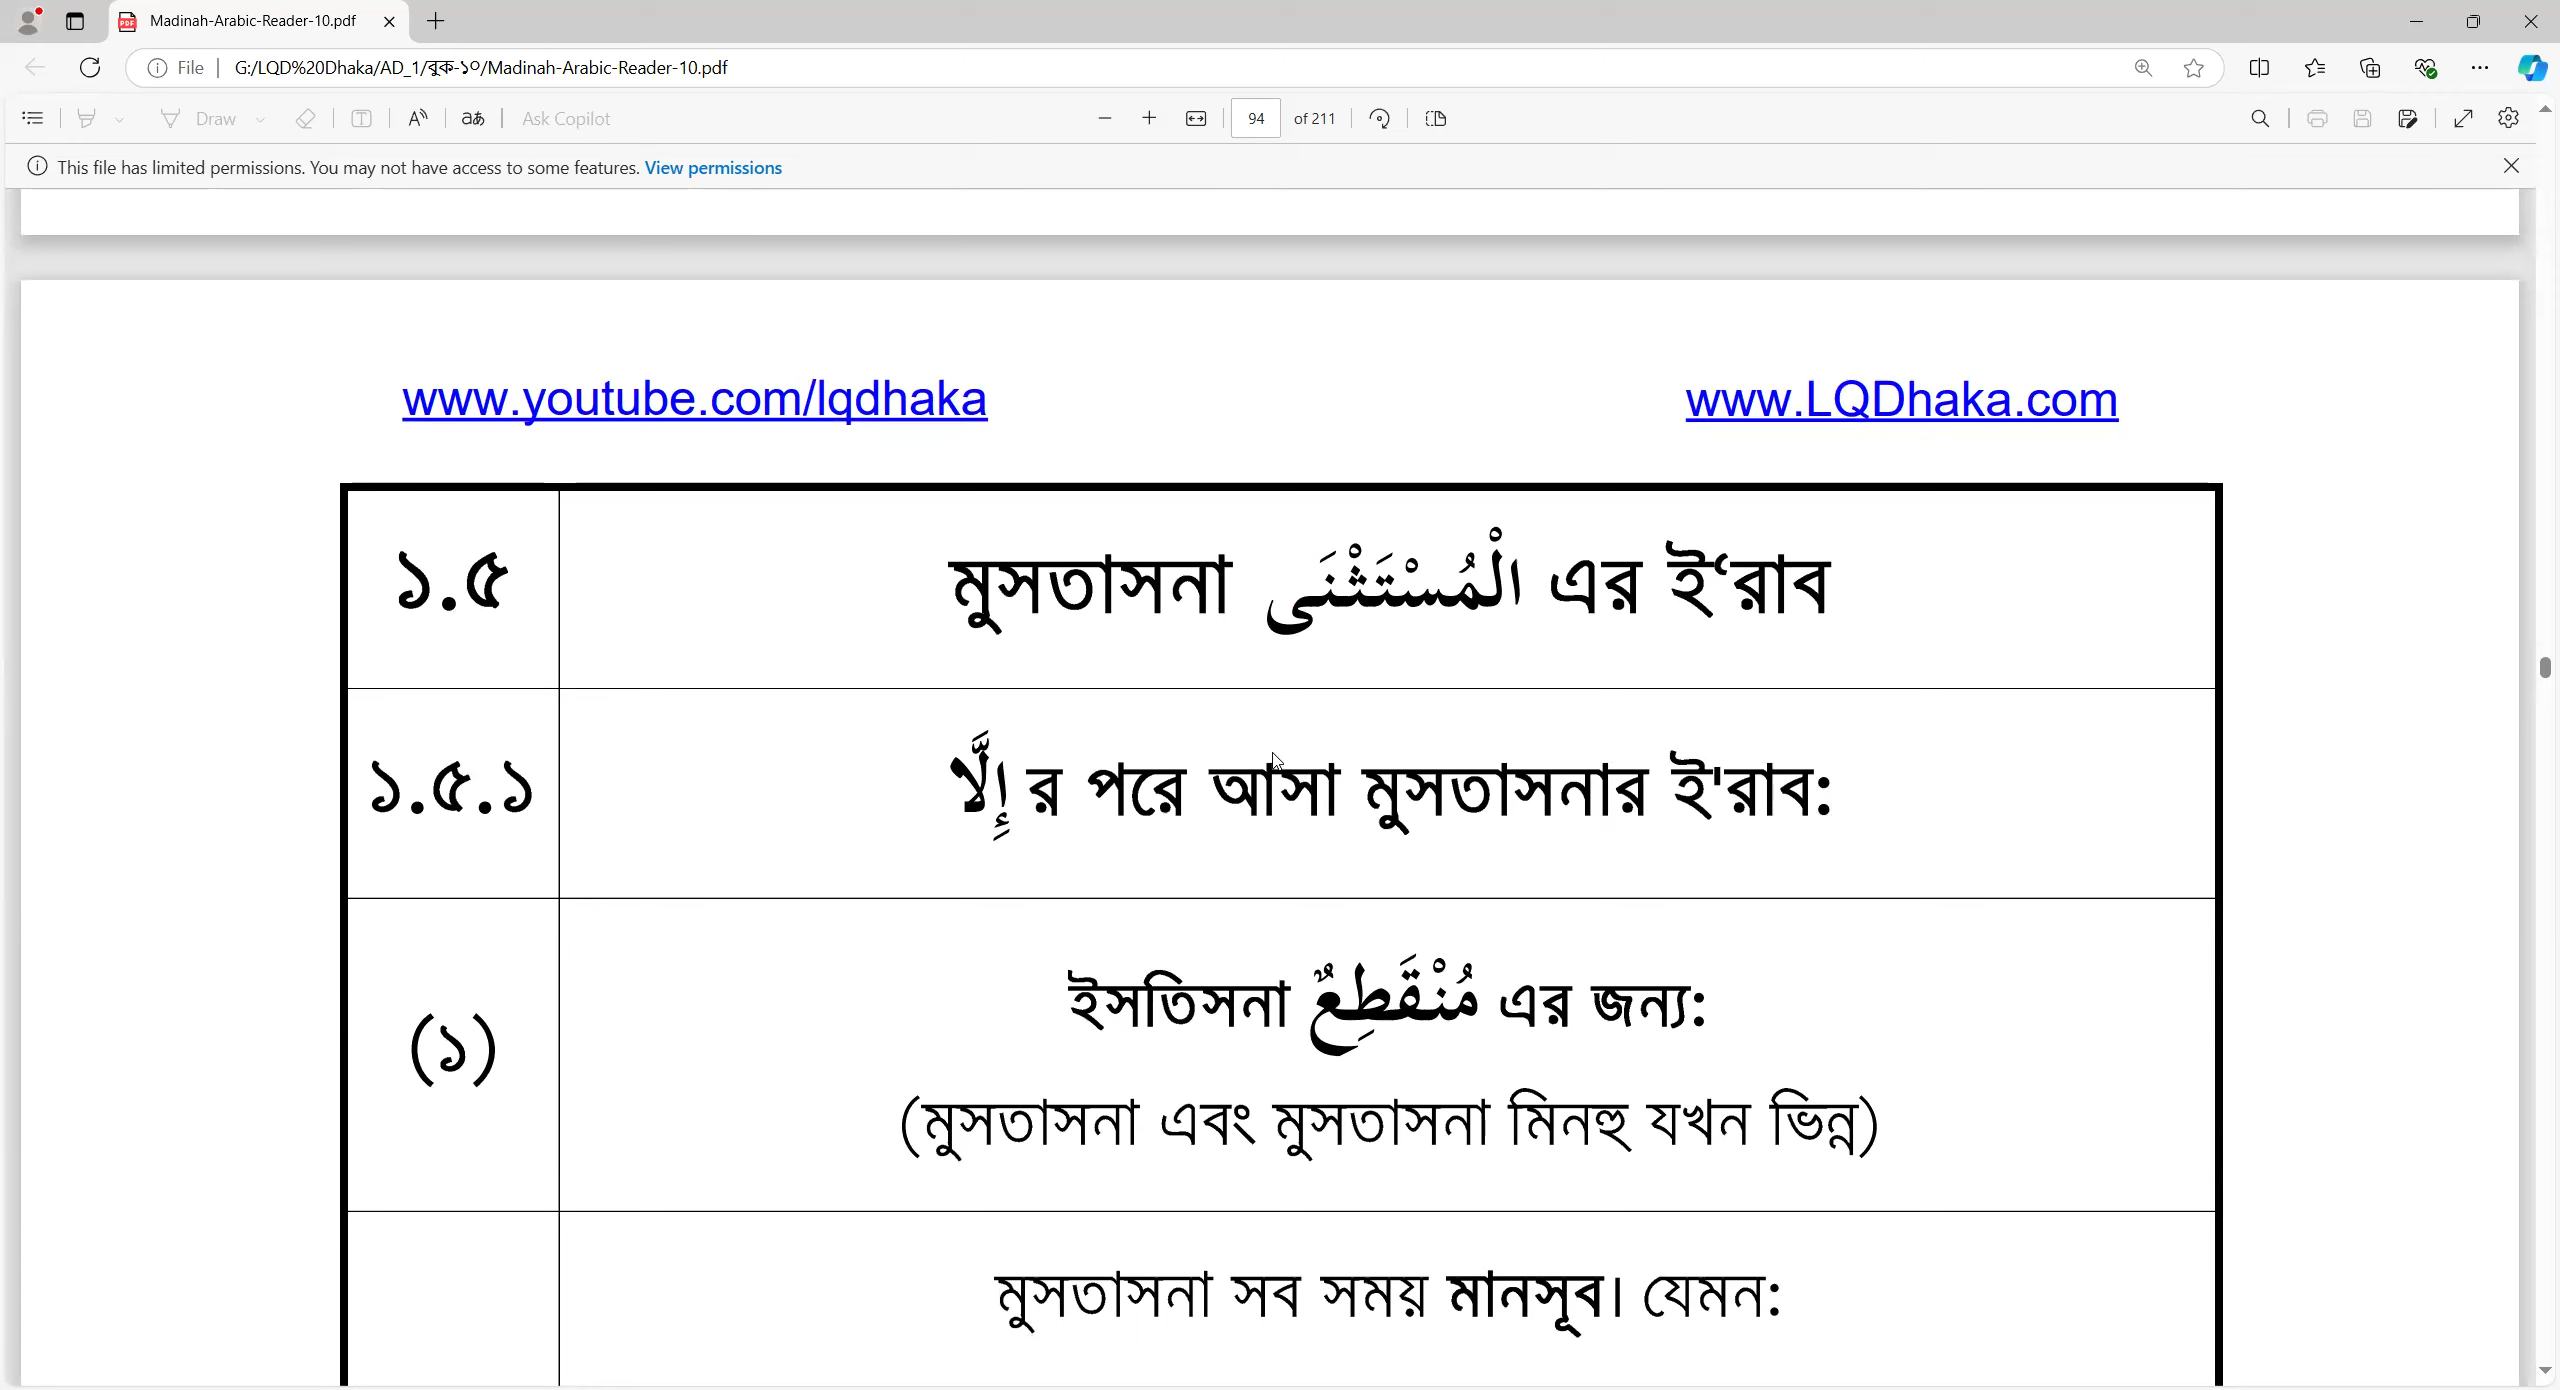 Madinah-Arabic-Reader-10.pdf
File G:/LQD%20Dhaka/AD_1/বুক-১০/Madinah-Arabic-Reader-10.pdf
Draw Ask Copilot 94 of 211
This file has limited permissions. You may not have access to some features. View permissions
www.youtube.com/lqdhaka www.LQDhaka.com
১.৫ মুসতাসনা الْمُسْتَثْنَى এর ই‘রাব
১.৫.১ إِلَّا র পরে আসা মুসতাসনার ই'রাব:
(১) ইসতিসনা مُنْقَطِعٌ এর জন্য:
(মুসতাসনা এবং মুসতাসনা মিনহু যখন ভিন্ন)
মুসতাসনা সব সময় মানসূব। যেমন: